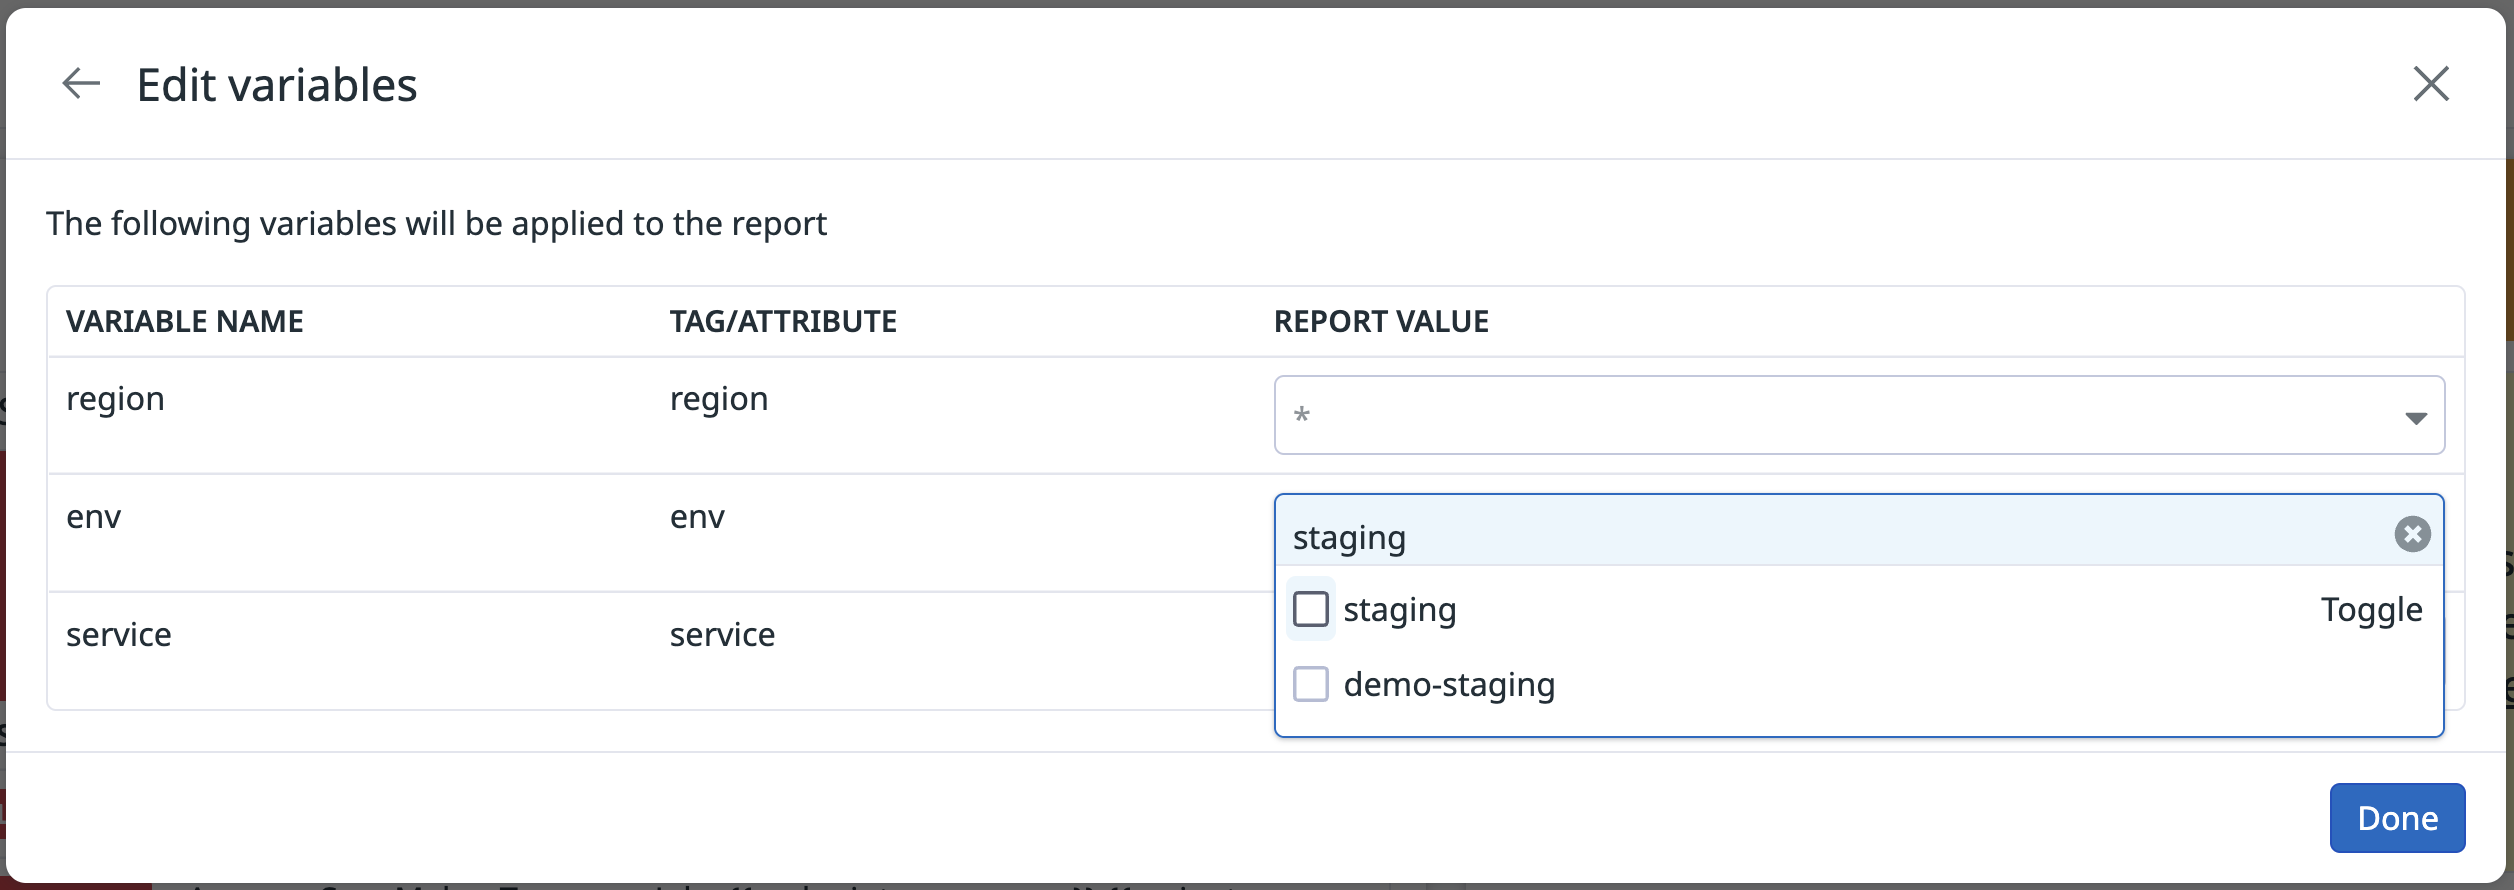 Edit variables
The following variables will be applied to the report
VARIABLE NAME TAG/ATTRIBUTE REPORT VALUE
region region *
env env staging
staging Toggle
service service
demo-staging
Done